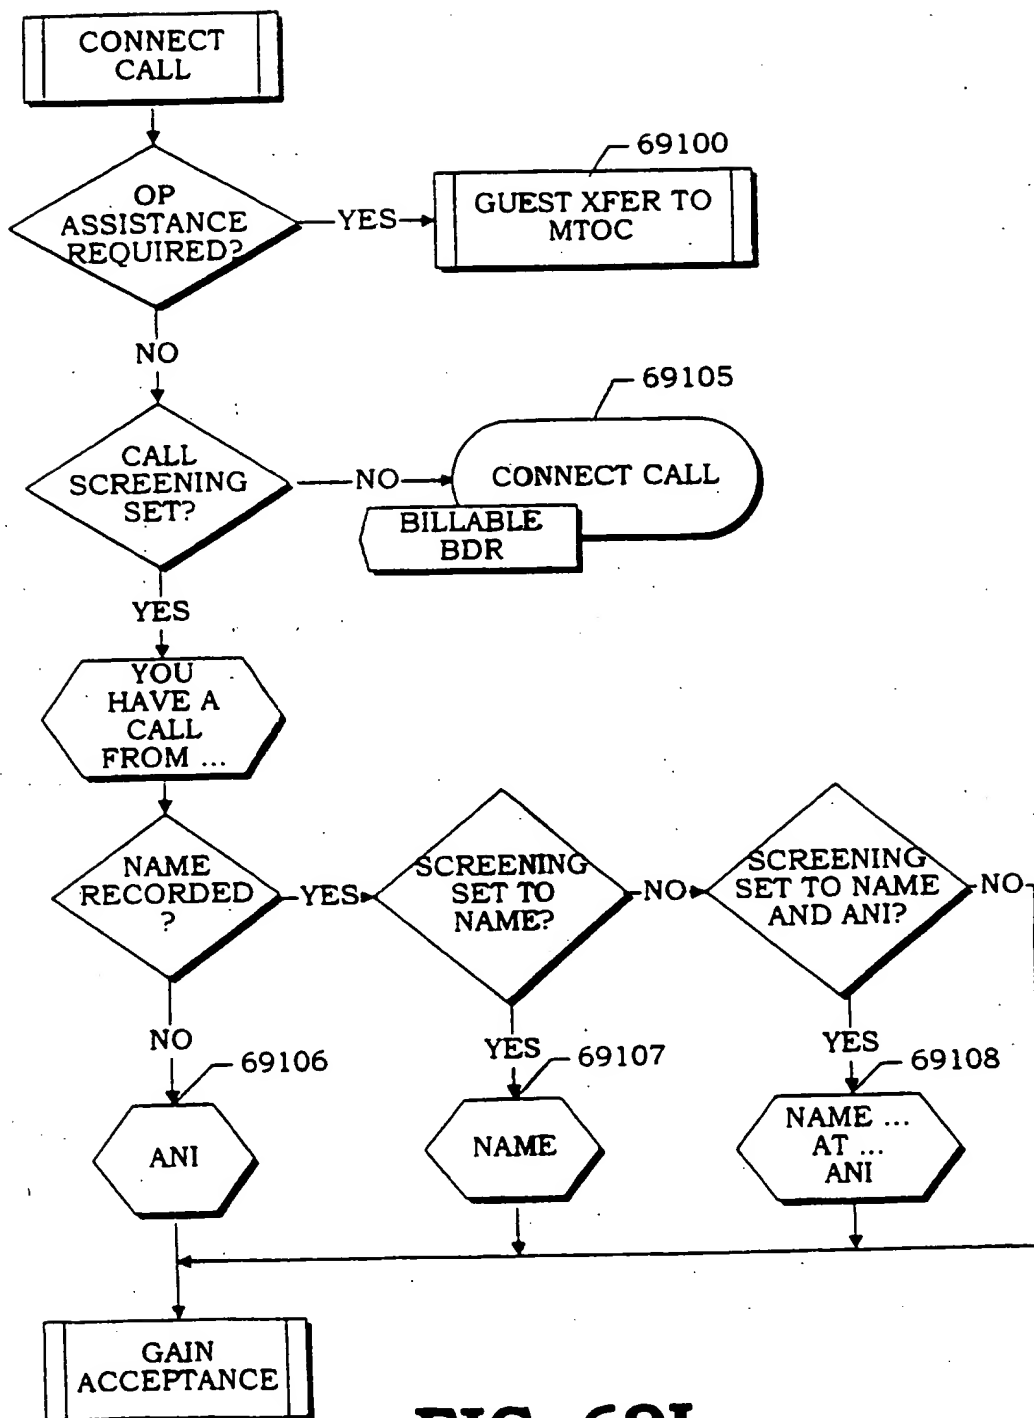 CONNECT
CALL
69100
OP
ASSISTANCE
REQUIRED?
YES
GUEST XFER TO
MTOC
NO
69105
CALL
SCREENING
SET?
NO
CONNECT CALL
BILLABLE
BDR
YES
YOU
HAVE A
CALL
FROM ...
NAME
RECORDED
?
YES
SCREENING
SET TO
NAME?
NO
SCREENING
SET TO NAME
AND ANI?
NO
NO
69106
YES
69107
YES
69108
ANI
NAME
NAME ...
AT ...
ANI
GAIN
ACCEPTANCE